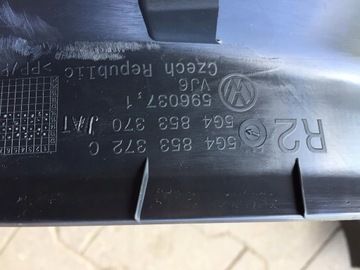 R2 5G4 853 372 C
5G4 853 370 JAT
596037,1
VJ6
Czech Republic